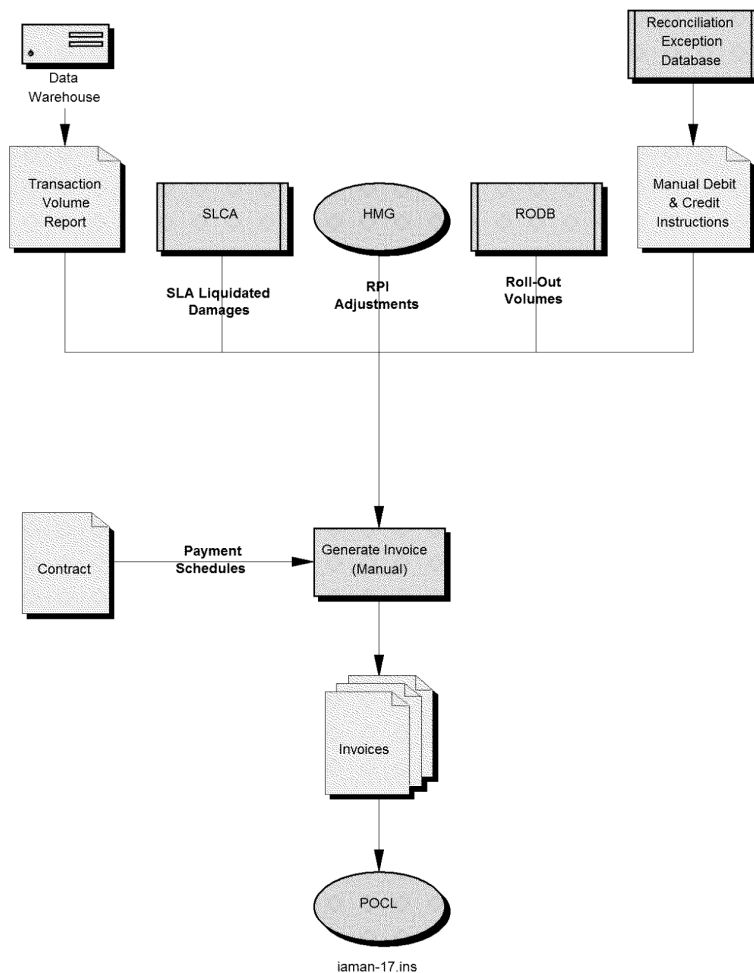 Reconciliation
Exception
Database
Data
Warehouse
Transaction
Volume
Report
SLCA
HMG
RODB
Manual Debit
& Credit
Instructions
SLA Liquidated
Damages
RPI
Adjustments
Roll-Out
Volumes
Contract
Payment
Schedules
Generate Invoice
(Manual)
Invoices
POCL
iaman-17.ins